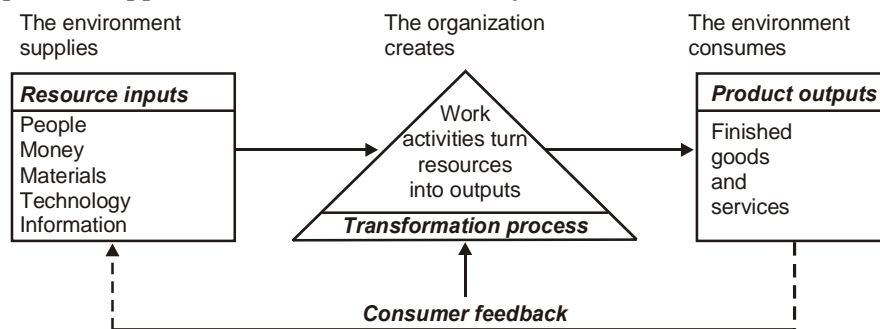 The environment
supplies
The organization
creates
The environment
consumes
Resource inputs
People
Money
Materials
Technology
Information
Work
activities turn
resources
into outputs
Transformation process
Product outputs
Finished
goods
and
services
Consumer feedback